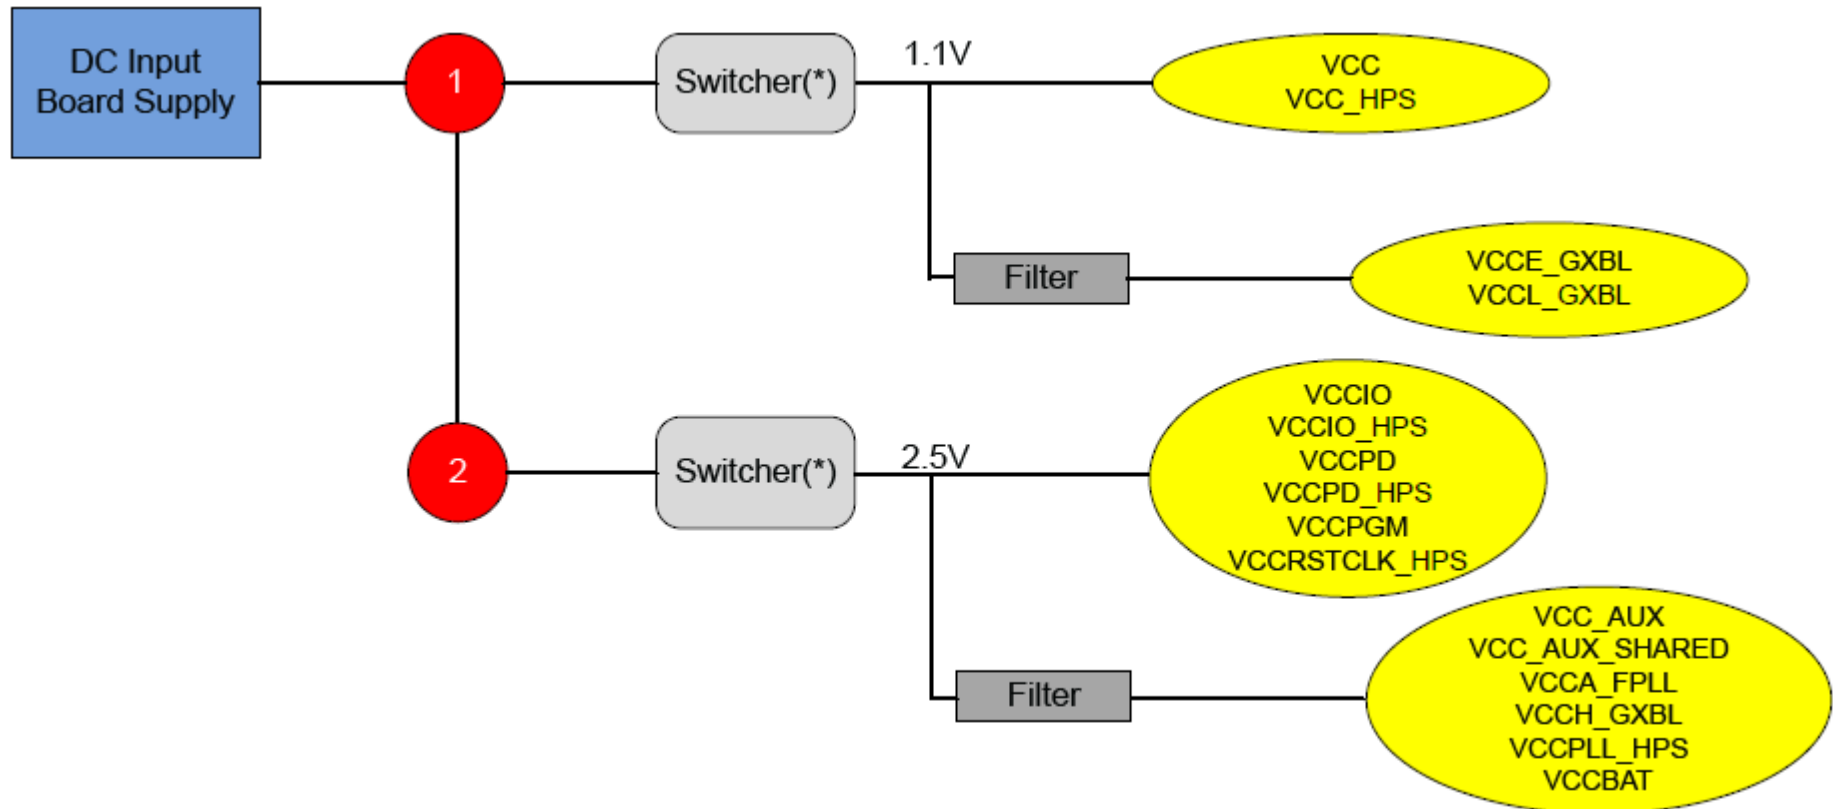 DC Input
Board Supply
1
Switcher(*)
1.1V
VCC
VCC_HPS
Filter
VCCE_GXBL
VCCL_GXBL
2
Switcher(*)
2.5V
VCCIO
VCCIO_HPS
VCCPD
VCCPD_HPS
VCCPGM
VCCRSTCLK_HPS
Filter
VCC_AUX
VCC_AUX_SHARED
VCCA_FPLL
VCCH_GXBL
VCCPLL_HPS
VCCBAT